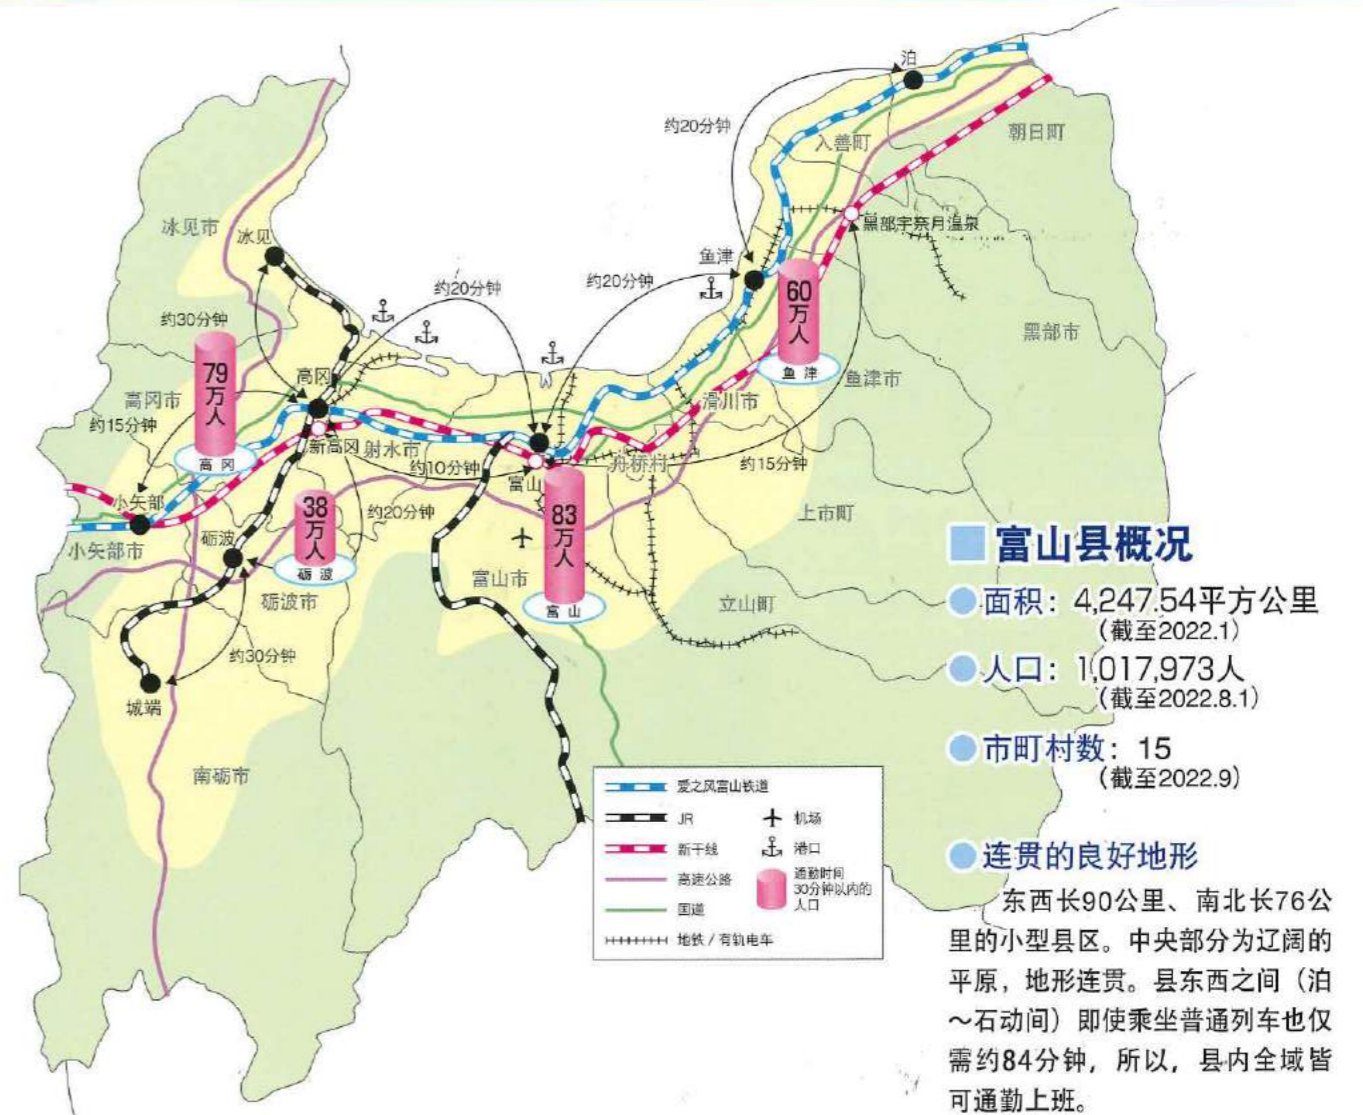 泊
约20分钟
朝日町
入善町
冰见市
冰见
黑部宇奈月温泉
鱼津
约20分钟
约20分钟
60
万
人
鱼 津
约30分钟
黑部市
79
万
人
高 冈
高冈
高冈市
鱼津市
滑川市
约15分钟
新高冈
射水市
舟桥村
约10分钟
约15分钟
富山
小矢部
38
万
人
砺 波
约20分钟
83
万
人
富 山
上市町
砺波
小矢部市
富山市
砺波市
立山町
约30分钟
城端
南砺市
富山县概况
面积：4,247.54平方公里
（截至2022.1）
人口：1,017,973人
（截至2022.8.1）
市町村数：15
（截至2022.9）
连贯的良好地形
东西长90公里、南北长76公
里的小型县区。中央部分为辽阔的
平原，地形连贯。县东西之间（泊
～石动间）即使乘坐普通列车也仅
需约84分钟，所以，县内全域皆
可通勤上班。
爱之风富山铁道
JR
新干线
高速公路
国道
地铁 / 有轨电车
机场
港口
通勤时间
30分钟以内的
人口